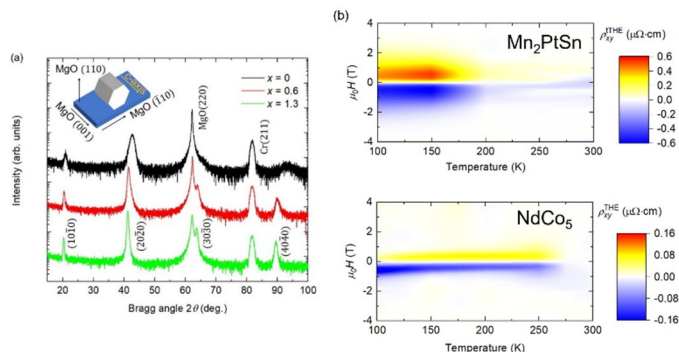 (a)
MgO (110)
MgO (001)
MgO (1̄10)
x = 0
x = 0.6
x = 1.3
MgO(220)
Cr(211)
(101̄0)
(202̄0)
(303̄0)
(404̄0)
Intensity (arb. units)
20 30 40 50 60 70 80 90 100
Bragg angle 2θ (deg.)
(b)
Mn₂PtSn
μ₀H (T)
4
2
0
-2
100 150 200 250 300
Temperature (K)
ρxy^tTHE (μΩ·cm)
0.6
0.4
0.2
0.0
-0.2
-0.4
-0.6
NdCo₅
μ₀H (T)
4
2
0
-2
-4
100 150 200 250 300
Temperature (K)
ρxy^THE (μΩ·cm)
0.16
0.08
0.00
-0.08
-0.16